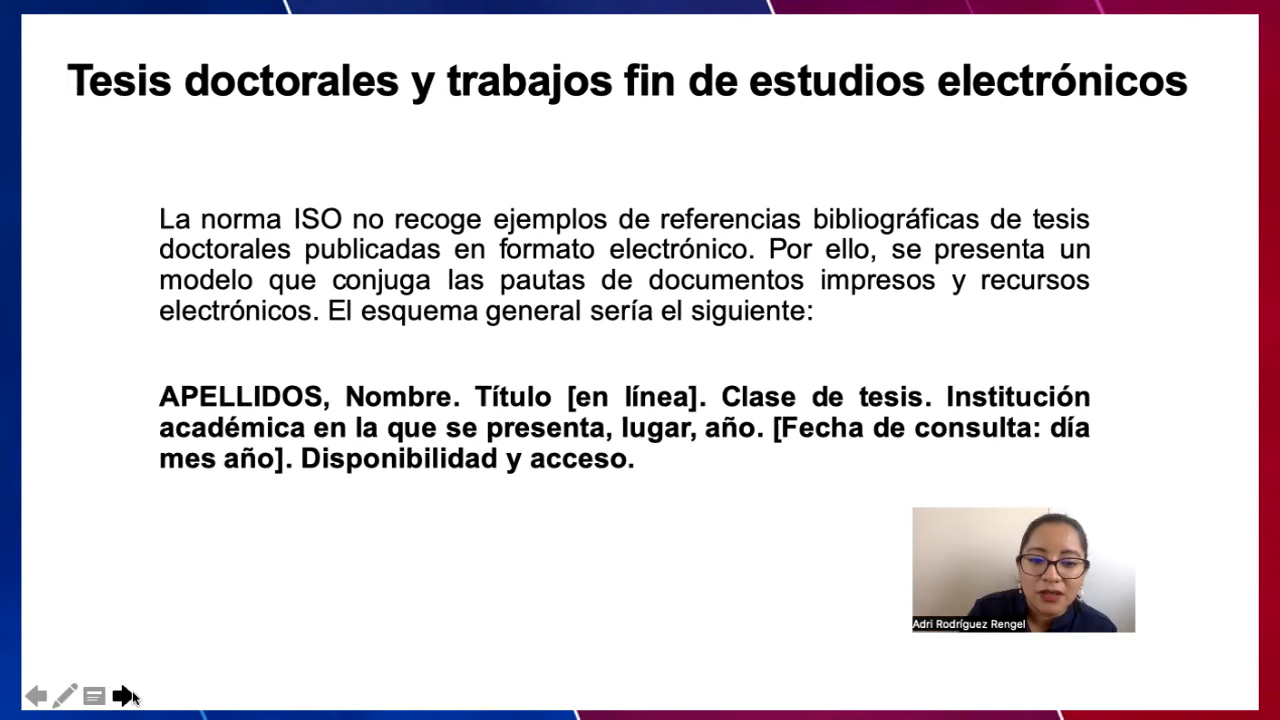 Tesis doctorales y trabajos fin de estudios electrónicos
La norma ISO no recoge ejemplos de referencias bibliográficas de tesis
doctorales publicadas en formato electrónico. Por ello, se presenta un
modelo que conjuga las pautas de documentos impresos y recursos
electrónicos. El esquema general sería el siguiente:
APELLIDOS, Nombre. Título [en línea]. Clase de tesis. Institución
académica en la que se presenta, lugar, año. [Fecha de consulta: día
mes año]. Disponibilidad y acceso.
Adri Rodríguez Rengel